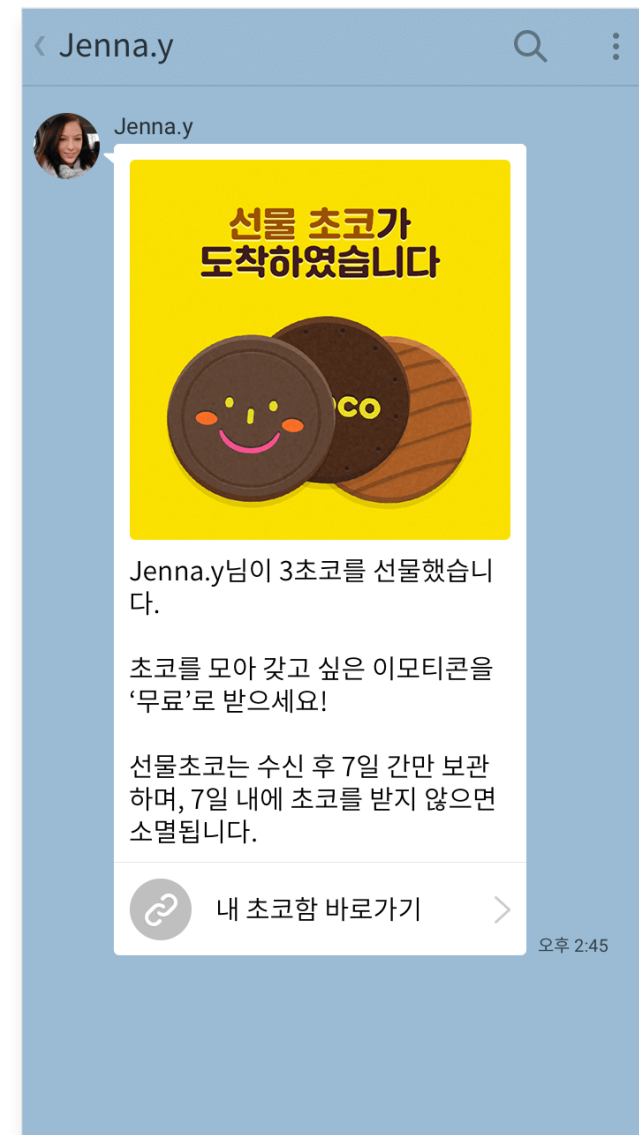 Jenna.y
Jenna.y
선물 초코가
도착하였습니다
co
Jenna.y님이 3초코를 선물했습니
다.
초코를 모아 갖고 싶은 이모티콘을
‘무료’로 받으세요!
선물초코는 수신 후 7일 간만 보관
하며, 7일 내에 초코를 받지 않으면
소멸됩니다.
내 초코함 바로가기
오후 2:45